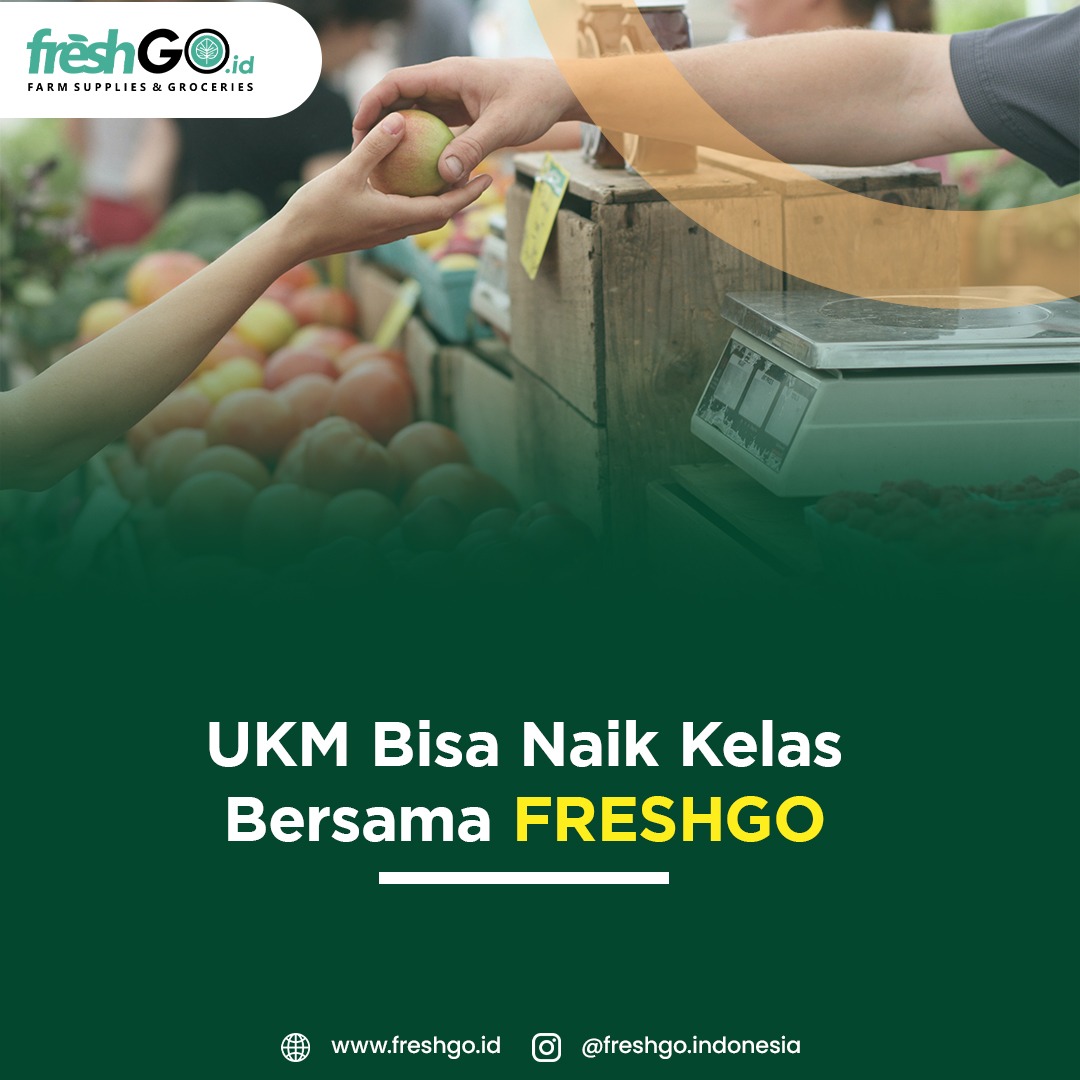 freshGO.id
FARM SUPPLIES & GROCERIES
UKM Bisa Naik Kelas
Bersama FRESHGO
www.freshgo.id
@freshgo.indonesia